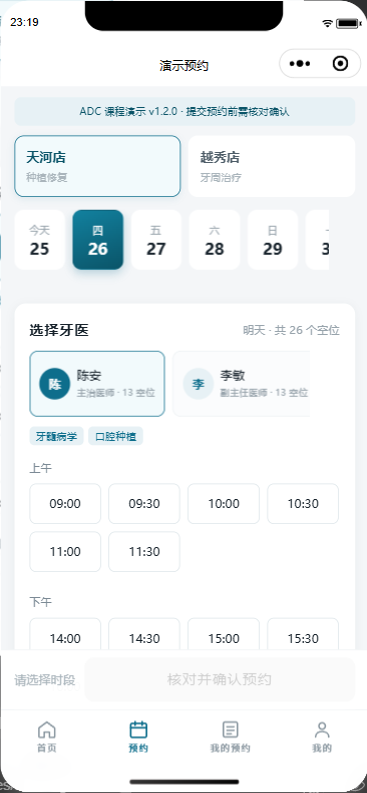 23:19
演示预约
ADC 课程演示 v1.2.0 · 提交预约前需核对确认
天河店
种植修复
越秀店
牙周治疗
今天 四 五 六 日
25 26 27 28 29 3
选择牙医
明天 · 共 26 个空位
陈
陈安
主治医师 · 13 空位
李
李敏
副主任医师 · 13 空位
牙髓病学 口腔种植
上午
09:00 09:30 10:00 10:30
11:00 11:30
下午
14:00 14:30 15:00 15:30
请选择时段 核对并确认预约
首页 预约 我的预约 我的